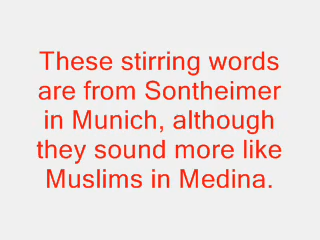 These stirring words
are from Sontheimer
in Munich, although
they sound more like
Muslims in Medina.